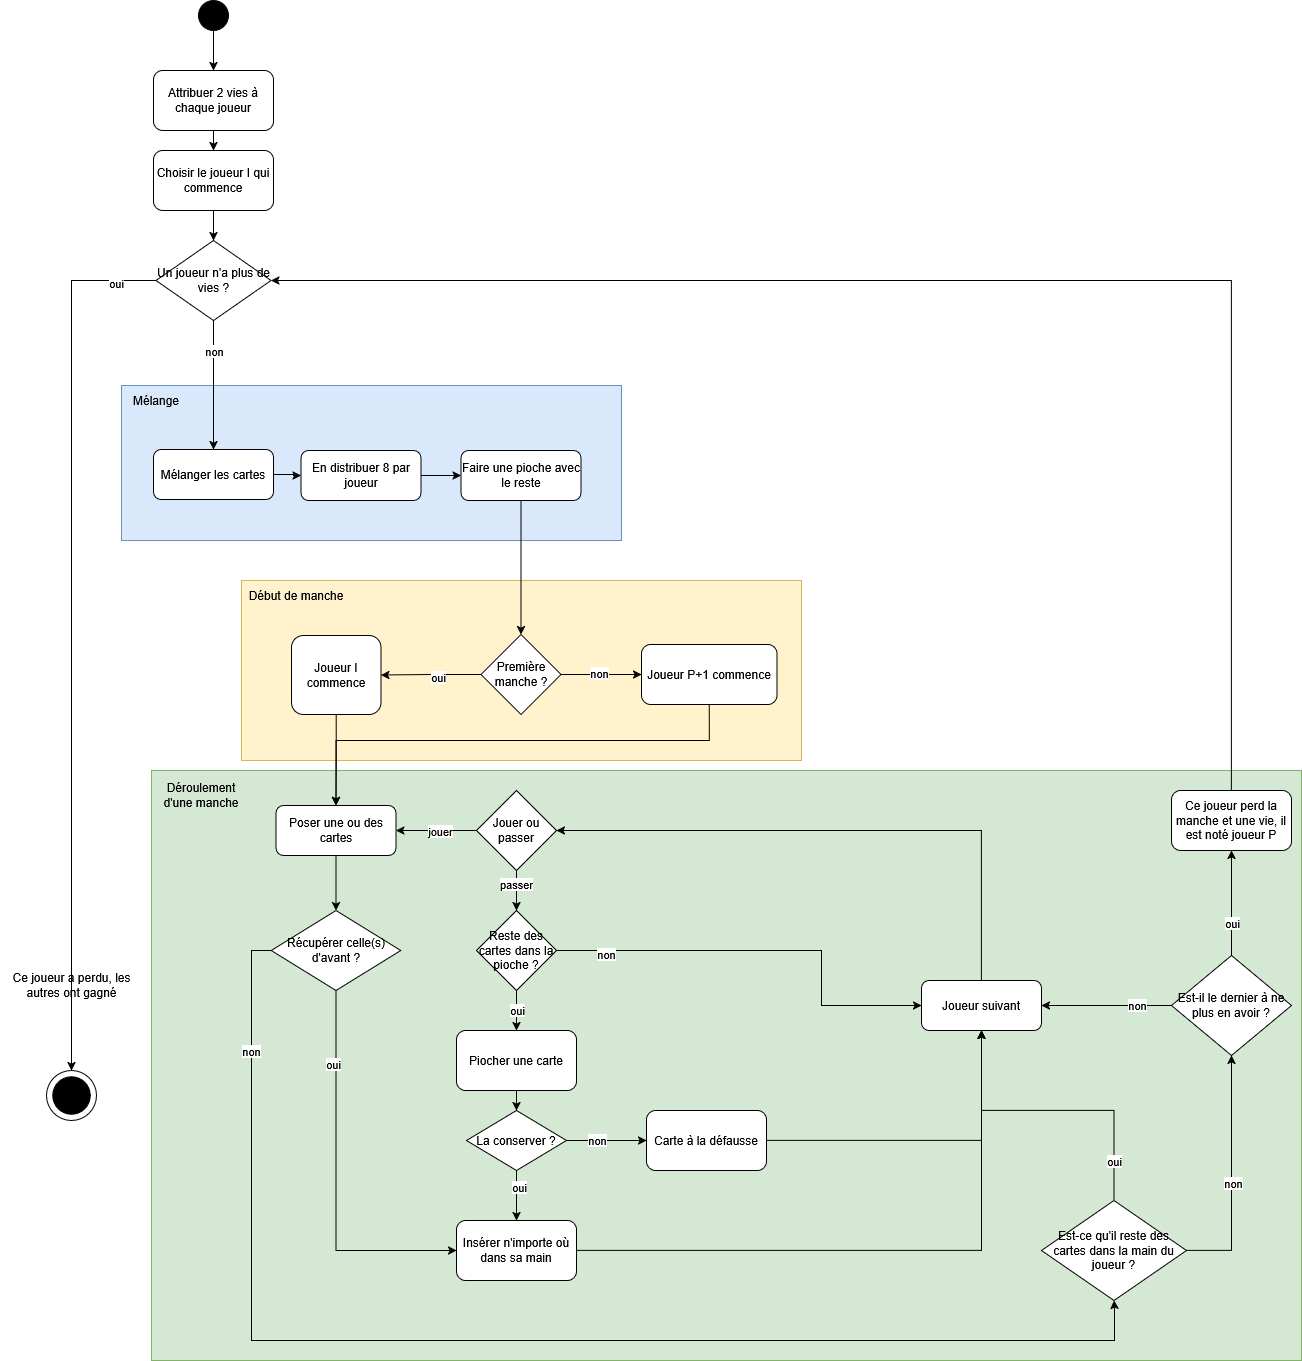 Attribuer 2 vies à
chaque joueur
Choisir le joueur I qui
commence
Un joueur n'a plus de
vies ?
oui
non
Mélange
Mélanger les cartes
En distribuer 8 par
joueur
Faire une pioche avec
le reste
Début de manche
Joueur I
commence
oui
Première
manche ?
non
Joueur P+1 commence
Déroulement
d'une manche
Poser une ou des
cartes
jouer
Jouer ou
passer
Ce joueur perd la
manche et une vie, il
est noté joueur P
passer
Récupérer celle(s)
d'avant ?
Reste des
cartes dans la
pioche ?
non
oui
Ce joueur a perdu, les
autres ont gagné
Joueur suivant
non
Est-il le dernier à ne
plus en avoir ?
oui
non
oui
Piocher une carte
La conserver ?
non
Carte à la défausse
oui
oui
non
Insérer n'importe où
dans sa main
Est-ce qu'il reste des
cartes dans la main du
joueur ?